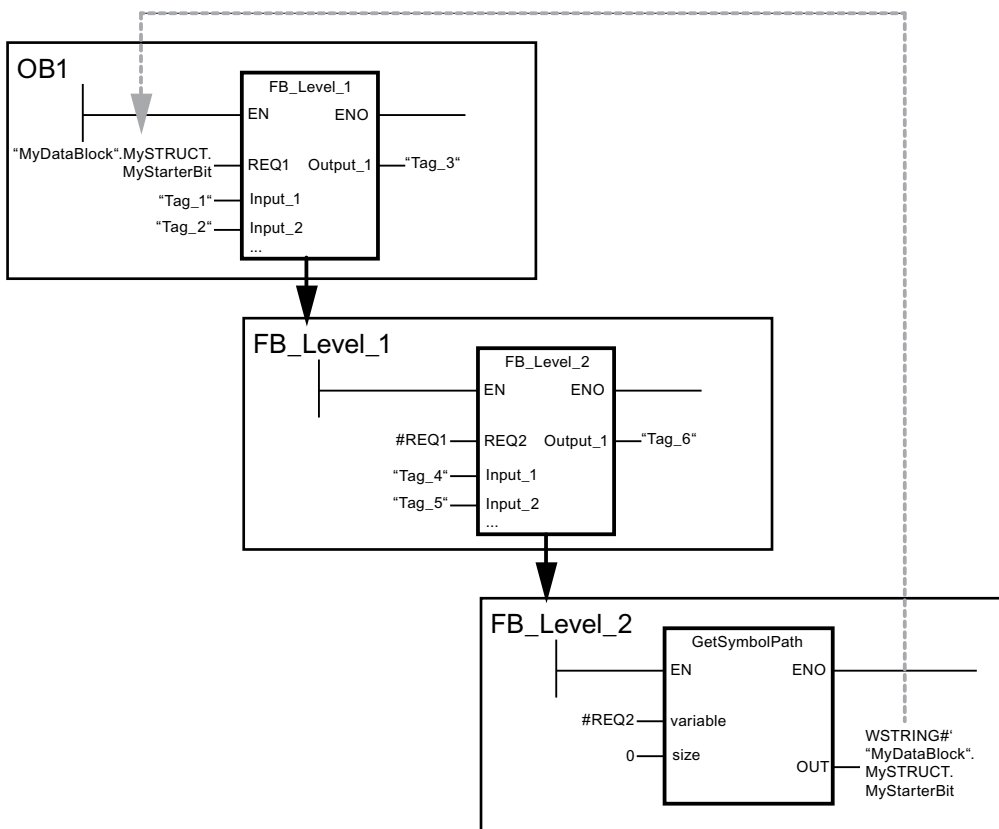 OB1
FB_Level_1
EN ENO
“MyDataBlock“.MySTRUCT.
MyStarterBit
REQ1 Output_1 “Tag_3“
“Tag_1“ Input_1
“Tag_2“ Input_2
...
FB_Level_1
FB_Level_2
EN ENO
#REQ1 REQ2 Output_1 “Tag_6“
“Tag_4“ Input_1
“Tag_5“ Input_2
...
FB_Level_2
GetSymbolPath
EN ENO
#REQ2 variable
0 size
OUT
WSTRING#‘
“MyDataBlock“.
MySTRUCT.
MyStarterBit